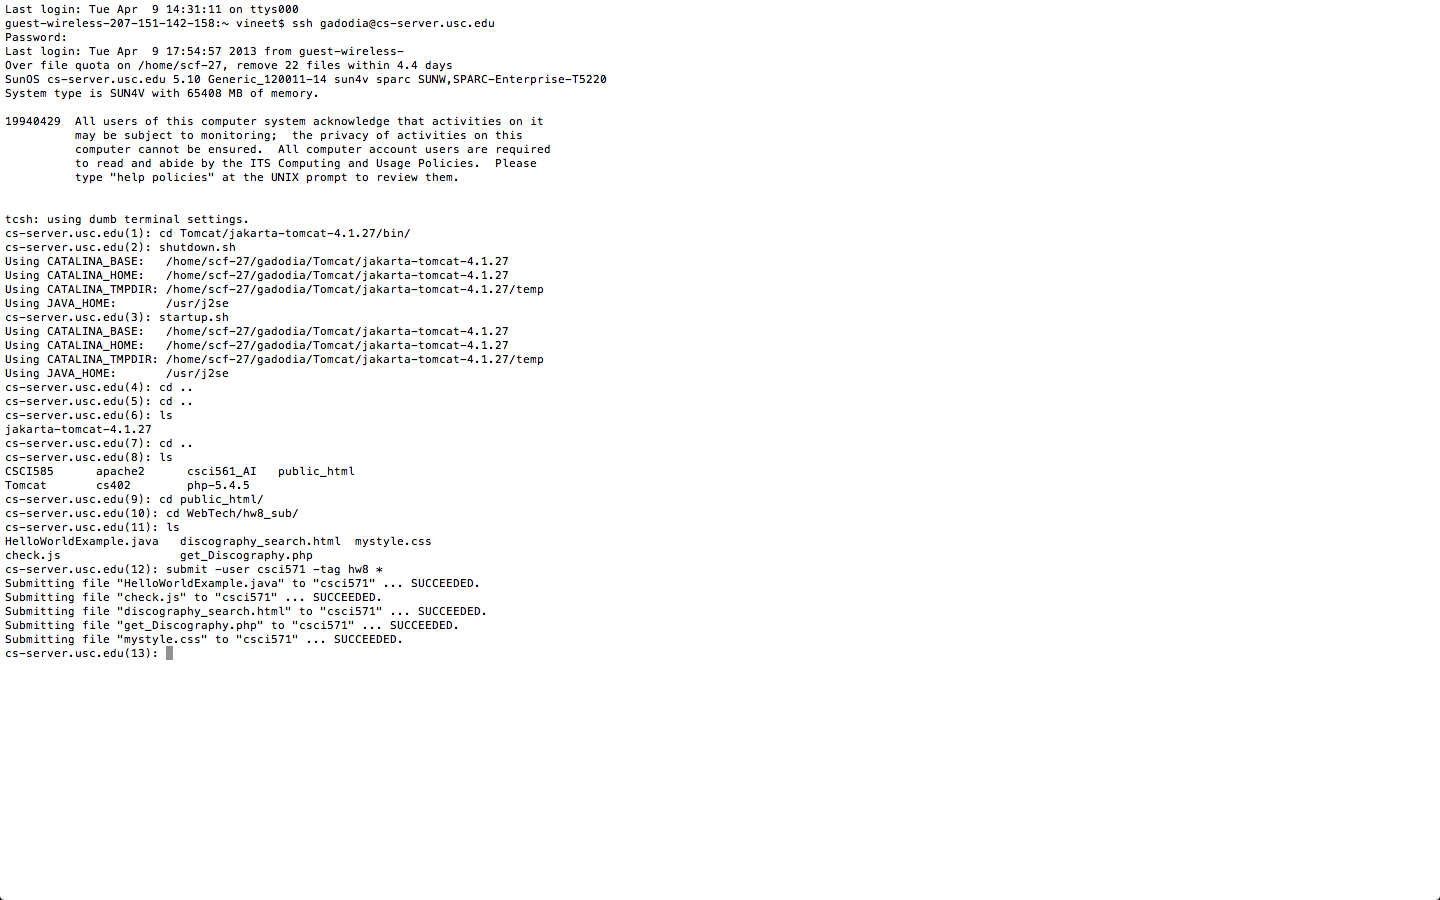 Last login: Tue Apr  9 14:31:11 on ttys000
guest-wireless-207-151-142-158:~ vineet$ ssh gadodia@cs-server.usc.edu
Password:
Last login: Tue Apr  9 17:54:57 2013 from guest-wireless-
Over file quota on /home/scf-27, remove 22 files within 4.4 days
SunOS cs-server.usc.edu 5.10 Generic_120011-14 sun4v sparc SUNW,SPARC-Enterprise-T5220
System type is SUN4V with 65408 MB of memory.
19940429  All users of this computer system acknowledge that activities on it
may be subject to monitoring;  the privacy of activities on this
computer cannot be ensured.  All computer account users are required
to read and abide by the ITS Computing and Usage Policies.  Please
type "help policies" at the UNIX prompt to review them.
tcsh: using dumb terminal settings.
cs-server.usc.edu(1): cd Tomcat/jakarta-tomcat-4.1.27/bin/
cs-server.usc.edu(2): shutdown.sh
Using CATALINA_BASE:   /home/scf-27/gadodia/Tomcat/jakarta-tomcat-4.1.27
Using CATALINA_HOME:   /home/scf-27/gadodia/Tomcat/jakarta-tomcat-4.1.27
Using CATALINA_TMPDIR: /home/scf-27/gadodia/Tomcat/jakarta-tomcat-4.1.27/temp
Using JAVA_HOME:       /usr/j2se
cs-server.usc.edu(3): startup.sh
Using CATALINA_BASE:   /home/scf-27/gadodia/Tomcat/jakarta-tomcat-4.1.27
Using CATALINA_HOME:   /home/scf-27/gadodia/Tomcat/jakarta-tomcat-4.1.27
Using CATALINA_TMPDIR: /home/scf-27/gadodia/Tomcat/jakarta-tomcat-4.1.27/temp
Using JAVA_HOME:       /usr/j2se
cs-server.usc.edu(4): cd ..
cs-server.usc.edu(5): cd ..
cs-server.usc.edu(6): ls
jakarta-tomcat-4.1.27
cs-server.usc.edu(7): cd ..
cs-server.usc.edu(8): ls
CSCI585      apache2      csci561_AI   public_html
Tomcat       cs402        php-5.4.5
cs-server.usc.edu(9): cd public_html/
cs-server.usc.edu(10): cd WebTech/hw8_sub/
cs-server.usc.edu(11): ls
HelloWorldExample.java   discography_search.html  mystyle.css
check.js                 get_Discography.php
cs-server.usc.edu(12): submit -user csci571 -tag hw8 *
Submitting file "HelloWorldExample.java" to "csci571" ... SUCCEEDED.
Submitting file "check.js" to "csci571" ... SUCCEEDED.
Submitting file "discography_search.html" to "csci571" ... SUCCEEDED.
Submitting file "get_Discography.php" to "csci571" ... SUCCEEDED.
Submitting file "mystyle.css" to "csci571" ... SUCCEEDED.
cs-server.usc.edu(13):